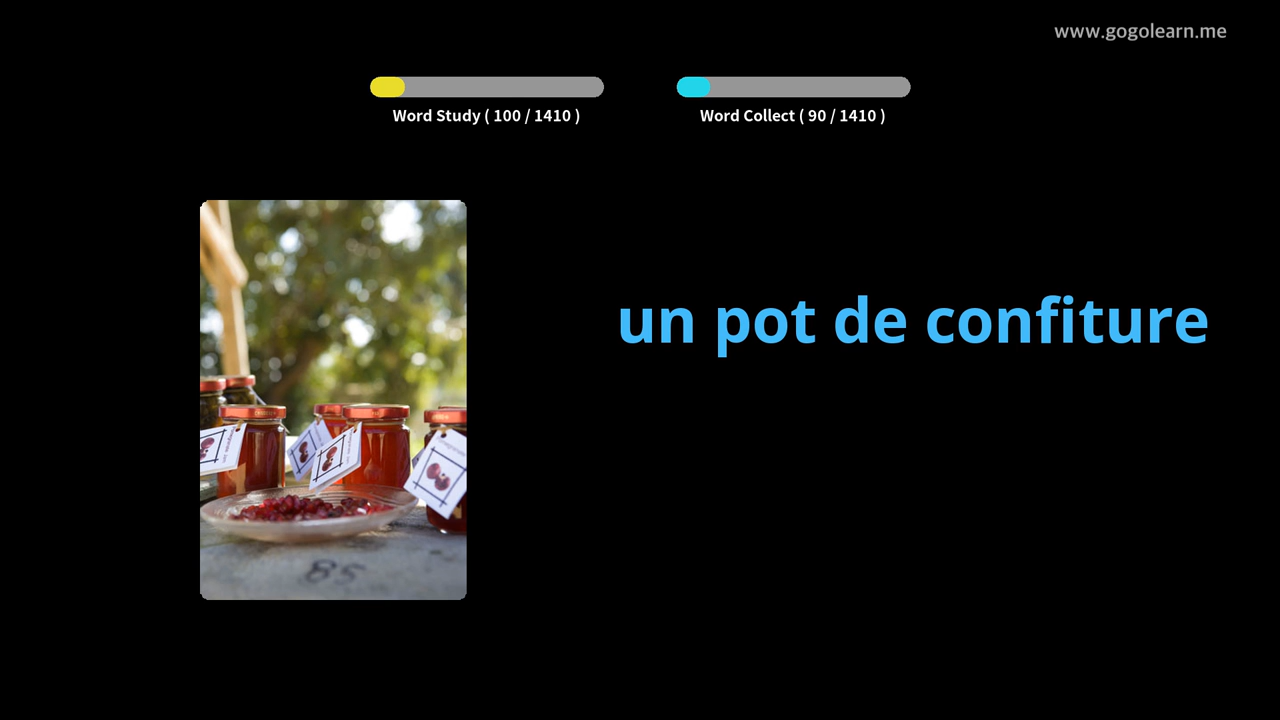 www.gogolearn.me
Word Study ( 100 / 1410 )
Word Collect ( 90 / 1410 )
un pot de confiture
85